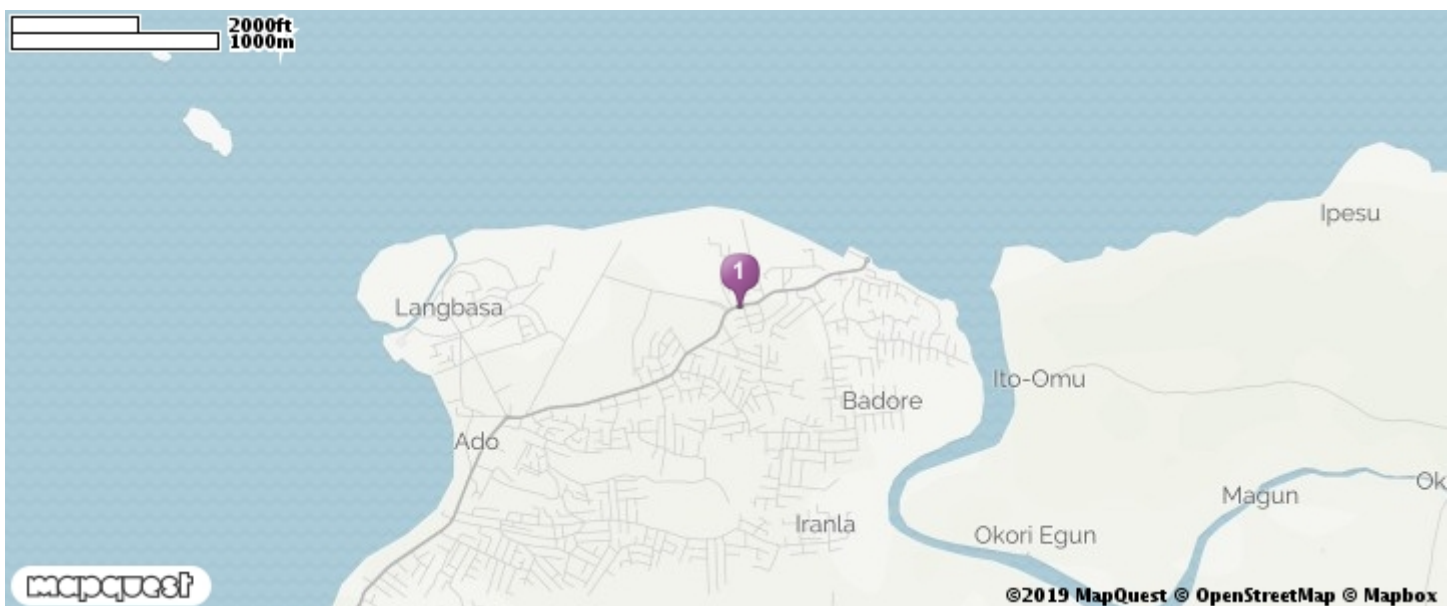 2000ft
1000m
Ipesu
1
Langbasa
Ito-Omu
Badore
Ado
Ok
Magun
Iranla
Okori Egun
mapquest
©2019 MapQuest © OpenStreetMap © Mapbox